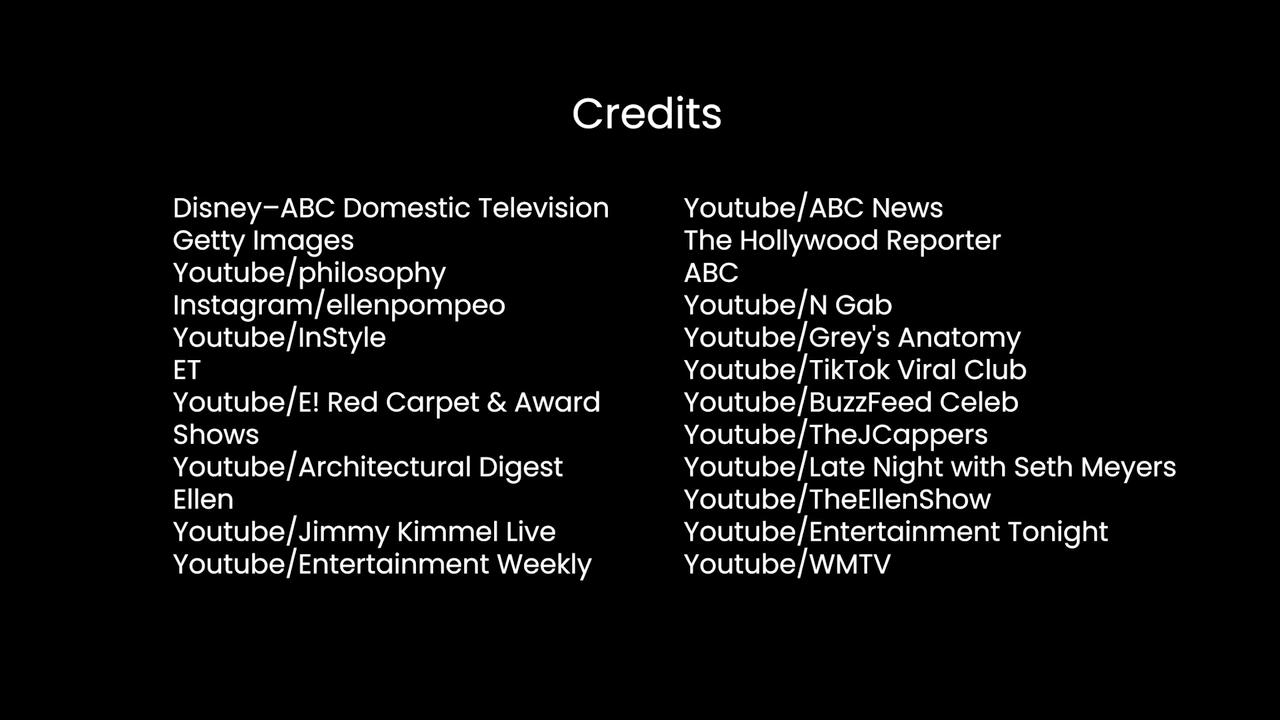 Credits
Disney–ABC Domestic Television
Getty Images
Youtube/philosophy
Instagram/ellenpompeo
Youtube/InStyle
ET
Youtube/E! Red Carpet & Award
Shows
Youtube/Architectural Digest
Ellen
Youtube/Jimmy Kimmel Live
Youtube/Entertainment Weekly
Youtube/ABC News
The Hollywood Reporter
ABC
Youtube/N Gab
Youtube/Grey's Anatomy
Youtube/TikTok Viral Club
Youtube/BuzzFeed Celeb
Youtube/TheJCappers
Youtube/Late Night with Seth Meyers
Youtube/TheEllenShow
Youtube/Entertainment Tonight
Youtube/WMTV